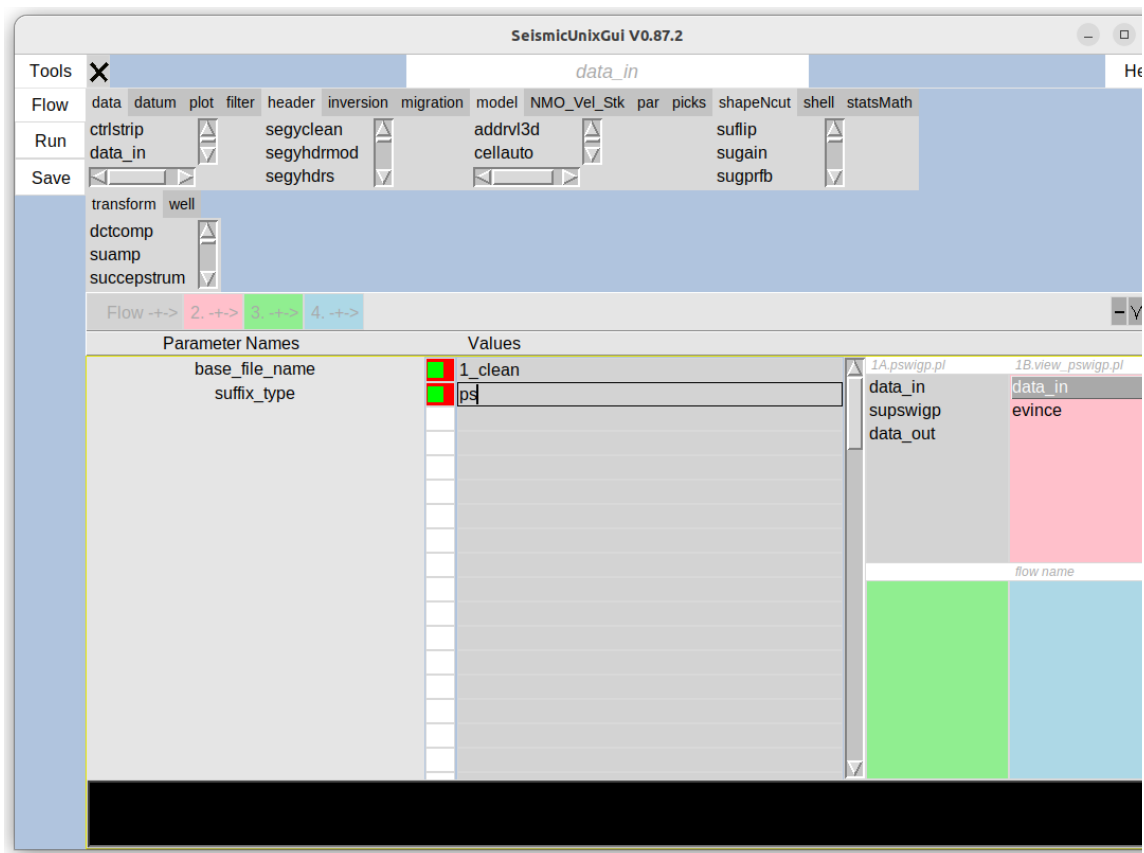 SeismicUnixGui V0.87.2
Tools data_in He
Flow data datum plot filter header inversion migration model NMO_Vel_Stk par picks shapeNcut shell statsMath
Run ctrlstrip segyclean addrvl3d suflip
data_in segyhdrmod cellauto sugain
Save segyhdrs sugprfb
transform well
dctcomp
suamp
succepstrum
Flow -+-> 2. -+-> 3. -+-> 4. -+->
Parameter Names Values
base_file_name 1_clean 1A.pswigp.pl 1B.view_pswigp.pl
suffix_type ps data_in data_in
supswigp evince
data_out
flow name